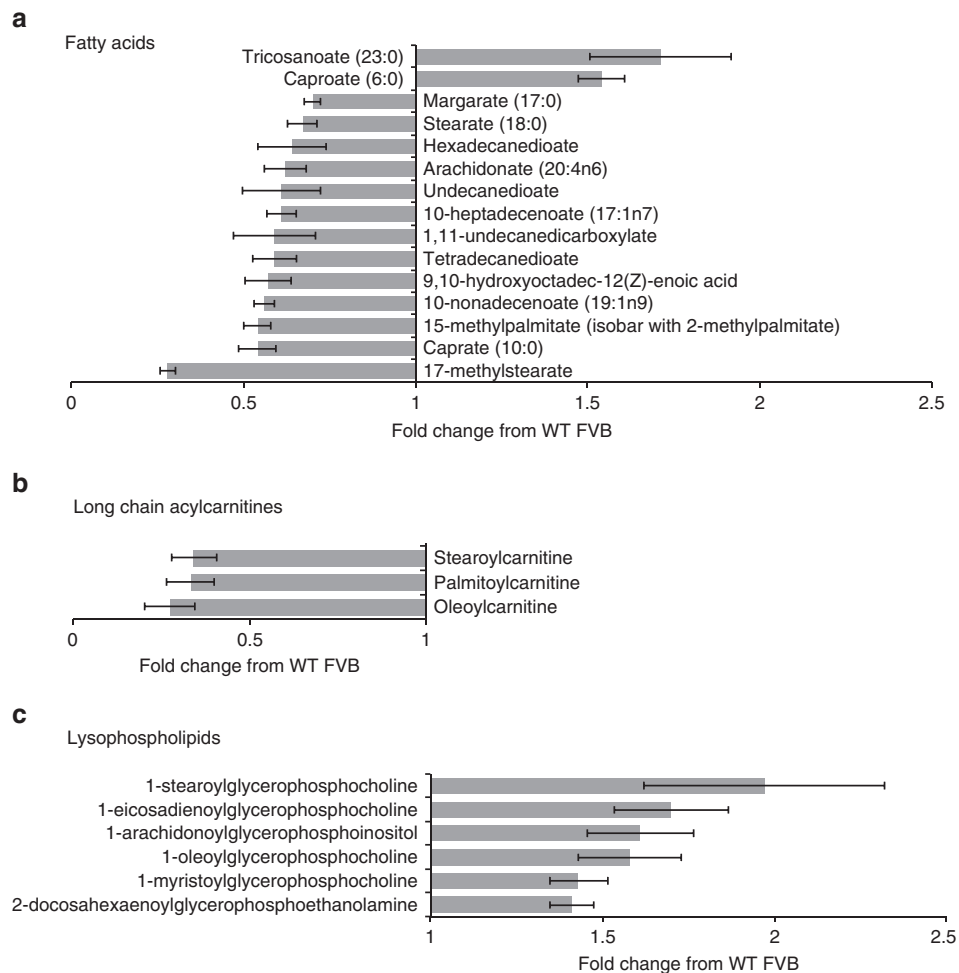 a
Fatty acids
Tricosanoate (23:0)
Caproate (6:0)
Margarate (17:0)
Stearate (18:0)
Hexadecanedioate
Arachidonate (20:4n6)
Undecanedioate
10-heptadecenoate (17:1n7)
1,11-undecanedicarboxylate
Tetradecanedioate
9,10-hydroxyoctadec-12(Z)-enoic acid
10-nonadecenoate (19:1n9)
15-methylpalmitate (isobar with 2-methylpalmitate)
Caprate (10:0)
17-methylstearate
0 0.5 1 1.5 2 2.5
Fold change from WT FVB
b
Long chain acylcarnitines
Stearoylcarnitine
Palmitoylcarnitine
Oleoylcarnitine
0 0.5 1
Fold change from WT FVB
c
Lysophospholipids
1-stearoylglycerophosphocholine
1-eicosadienoylglycerophosphocholine
1-arachidonoylglycerophosphoinositol
1-oleoylglycerophosphocholine
1-myristoylglycerophosphocholine
2-docosahexaenoylglycerophosphoethanolamine
1 1.5 2 2.5
Fold change from WT FVB